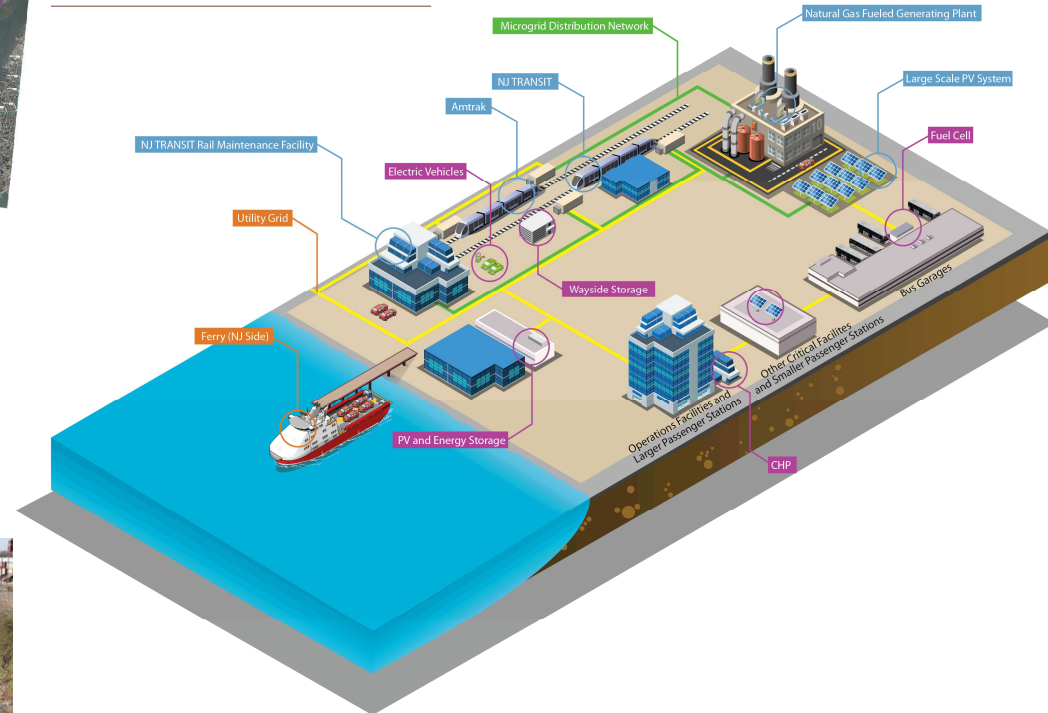 Natural Gas Fueled Generating Plant
Microgrid Distribution Network
NJ TRANSIT
Large Scale PV System
Amtrak
Fuel Cell
NJ TRANSIT Rail Maintenance Facility
Electric Vehicles
Utility Grid
Wayside Storage
Bus Garages
Ferry (NJ Side)
Other Critical Facilites
and Smaller Passenger Stations
Operations Facilities and
Larger Passenger Stations
PV and Energy Storage
CHP